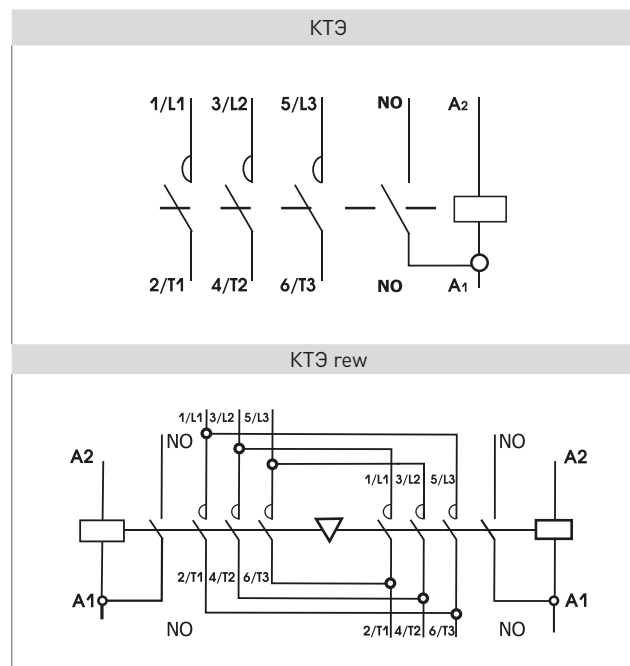 КТЭ
1/L1 3/L2 5/L3 NO A2
2/T1 4/T2 6/T3 NO A1
КТЭ rew
1/L1 3/L2 5/L3
NO NO
A2 A2
1/L1 3/L2 5/L3
2/T1 4/T2 6/T3
A1 A1
NO 2/T1 4/T2 6/T3 NO